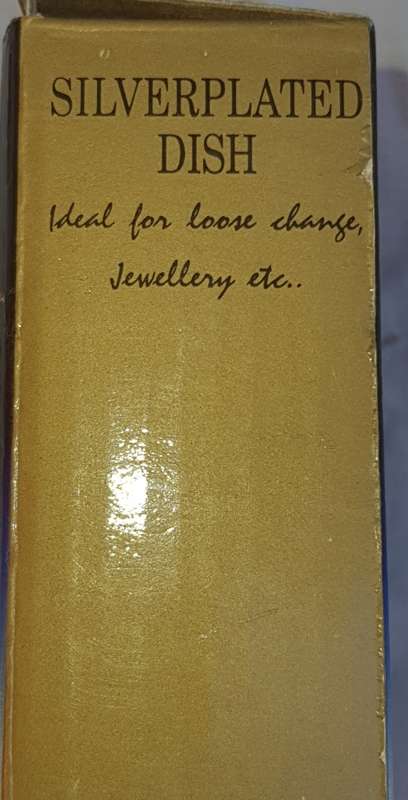 SILVERPLATED
DISH
Ideal for loose change,
Jewellery etc..